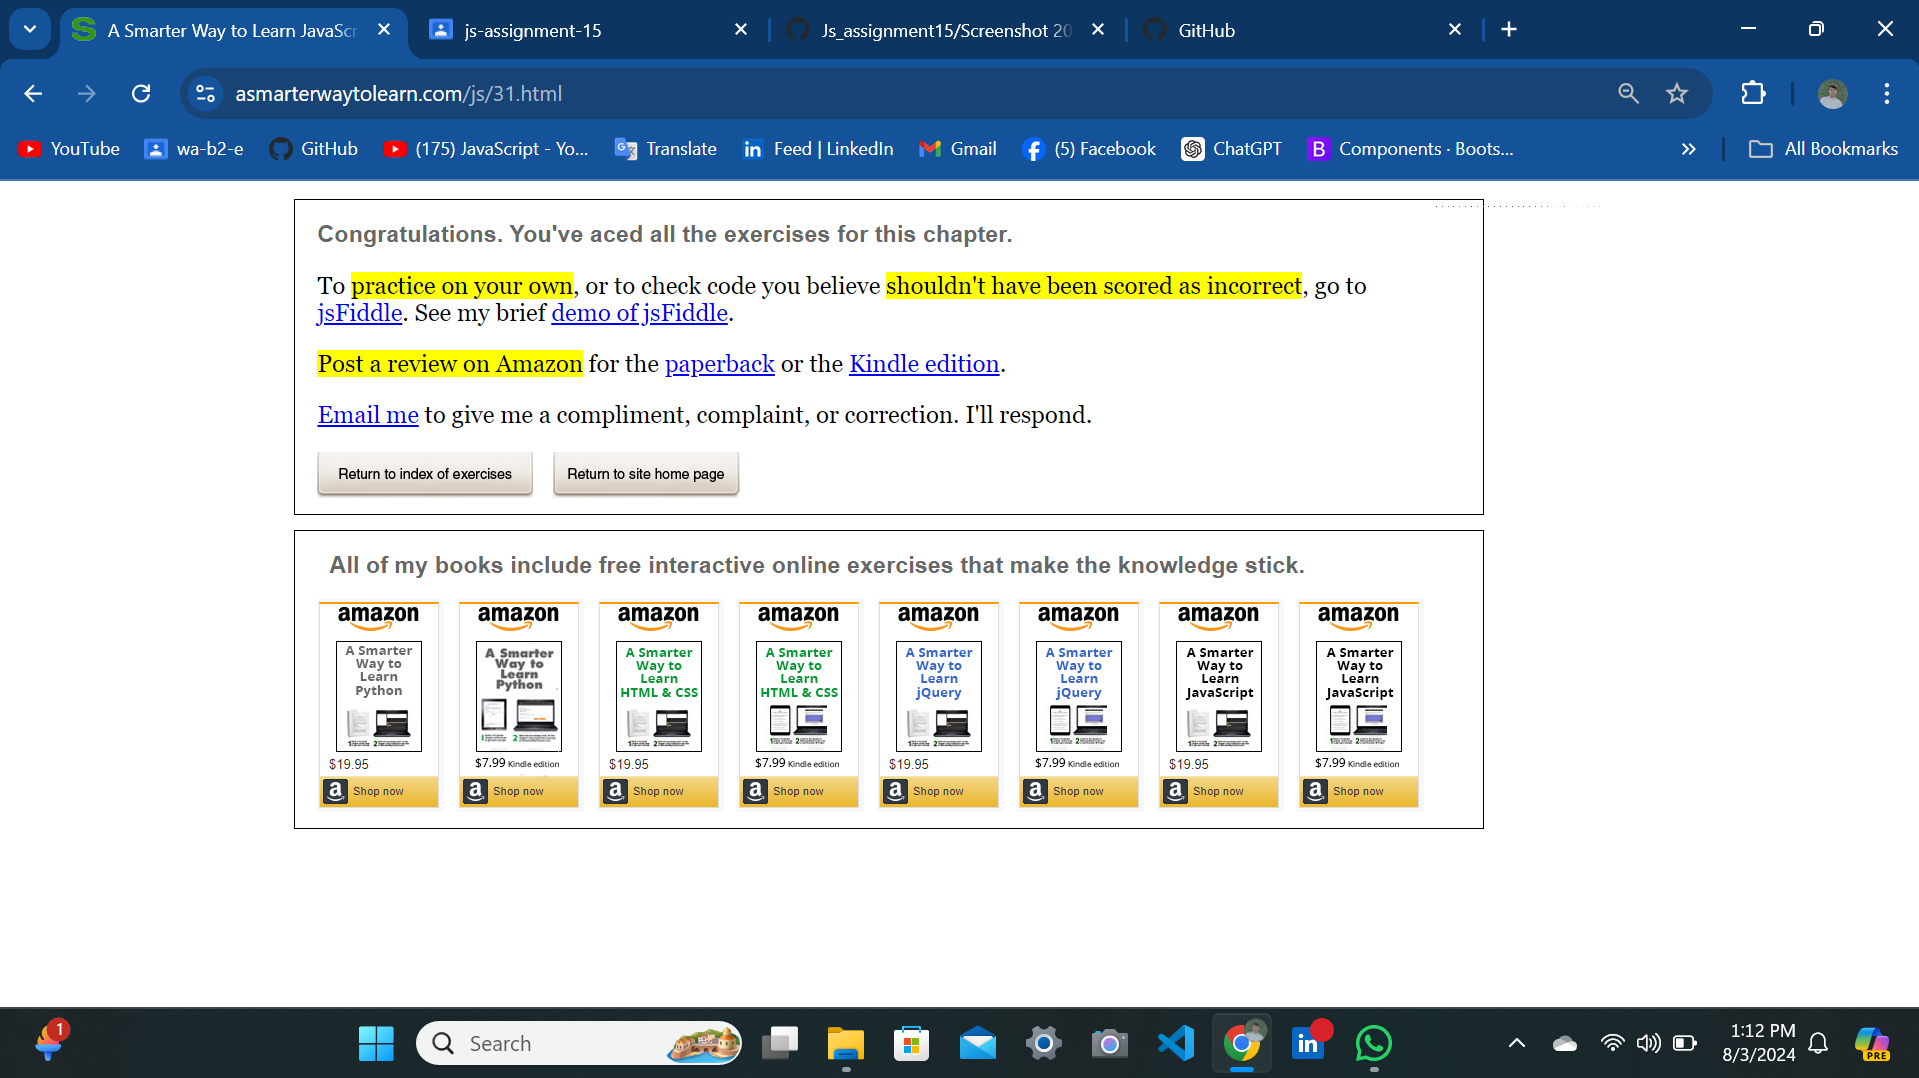 A Smarter Way to Learn JavaScr
js-assignment-15
Js_assignment15/Screenshot 20
GitHub
asmarterwaytolearn.com/js/31.html
YouTube
wa-b2-e
GitHub
(175) JavaScript - Yo...
Translate
Feed | LinkedIn
Gmail
(5) Facebook
ChatGPT
B
Components · Boots...
All Bookmarks
Congratulations. You've aced all the exercises for this chapter.
To practice on your own, or to check code you believe shouldn't have been scored as incorrect, go to
jsFiddle. See my brief demo of jsFiddle.
Post a review on Amazon for the paperback or the Kindle edition.
Email me to give me a compliment, complaint, or correction. I'll respond.
Return to index of exercises
Return to site home page
All of my books include free interactive online exercises that make the knowledge stick.
amazon
A Smarter
Way to
Learn
Python
$19.95
Shop now
amazon
A Smarter
Way to
Learn
Python
$7.99 Kindle edition
Shop now
amazon
A Smarter
Way to
Learn
HTML & CSS
$19.95
Shop now
amazon
A Smarter
Way to
Learn
HTML & CSS
$7.99 Kindle edition
Shop now
amazon
A Smarter
Way to
Learn
jQuery
$19.95
Shop now
amazon
A Smarter
Way to
Learn
jQuery
$7.99 Kindle edition
Shop now
amazon
A Smarter
Way to
Learn
JavaScript
$19.95
Shop now
amazon
A Smarter
Way to
Learn
JavaScript
$7.99 Kindle edition
Shop now
1
Search
in
1:12 PM
8/3/2024
PRE